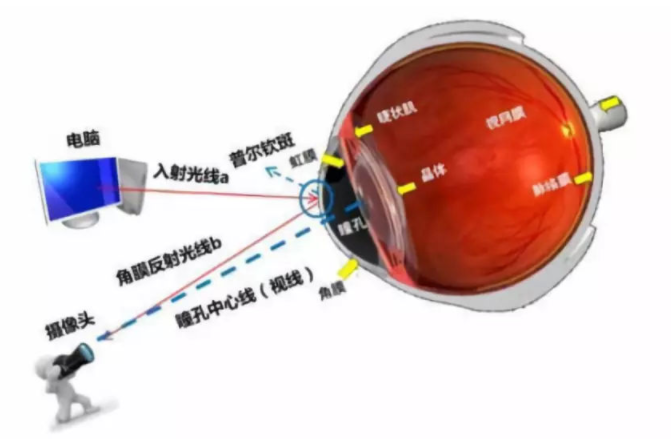 电脑
入射光线a
普尔钦斑
虹膜
睫状肌
视网膜
晶体
脉络膜
瞳孔
角膜反射光线b
瞳孔中心线（视线）
角膜
摄像头